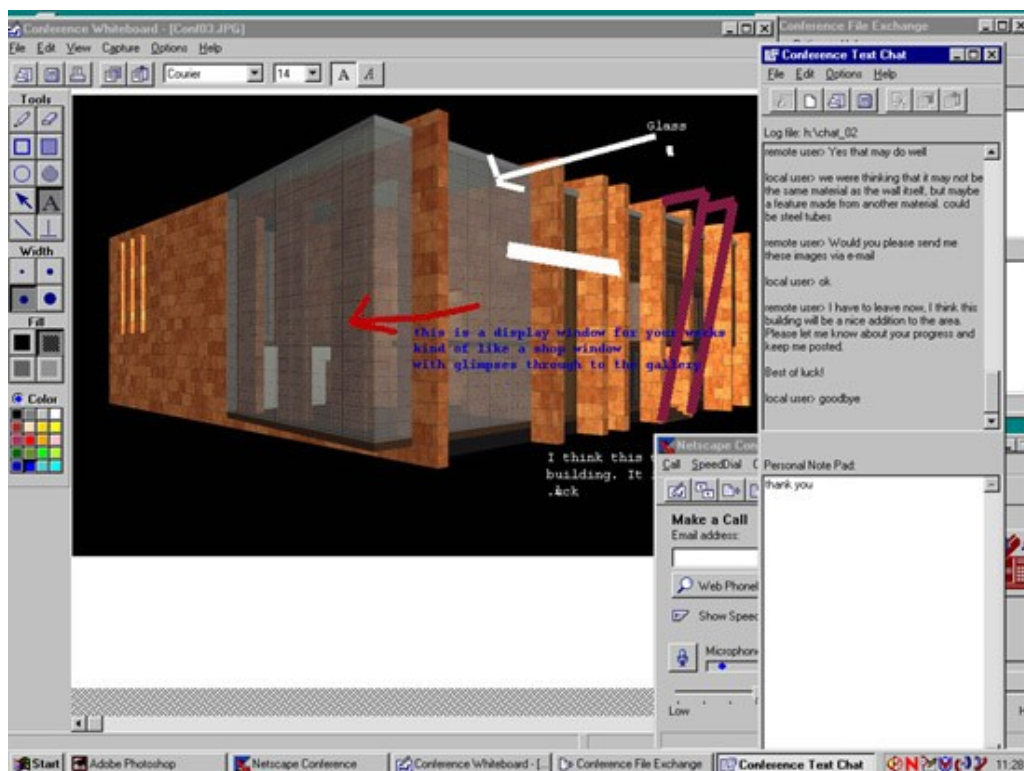 Conference Whiteboard - [Conf03.JPG]
File Edit View Capture Options Help
Courier 14 A A
Tools
A
Width
Fill
Color
Glass
this is a display window for your works
kind of like a shop window
with glimpses through to the gallery
I think this
building. It
.ack
Conference File Exchange
Conference Text Chat
File Edit Options Help
Log file: h:\chat_02
remote user> Yes that may do well
local user> we were thinking that it may not be
the same material as the wall itself, but maybe
a feature made from another material. could
be steel tubes
remote user> Would you please send me
these images via e-mail
local user> ok
remote user> I have to leave now, I think this
building will be a nice addition to the area.
Please let me know about your progress and
keep me posted.
Best of luck!
local user> goodbye
Personal Note Pad:
thank you
Netscape Con
Call SpeedDial
Make a Call
Email address:
Web Phone
Show Speed
Microphon
Low
Start Adobe Photoshop Netscape Conference Conference Whiteboard - [... Conference File Exchange Conference Text Chat 11:28